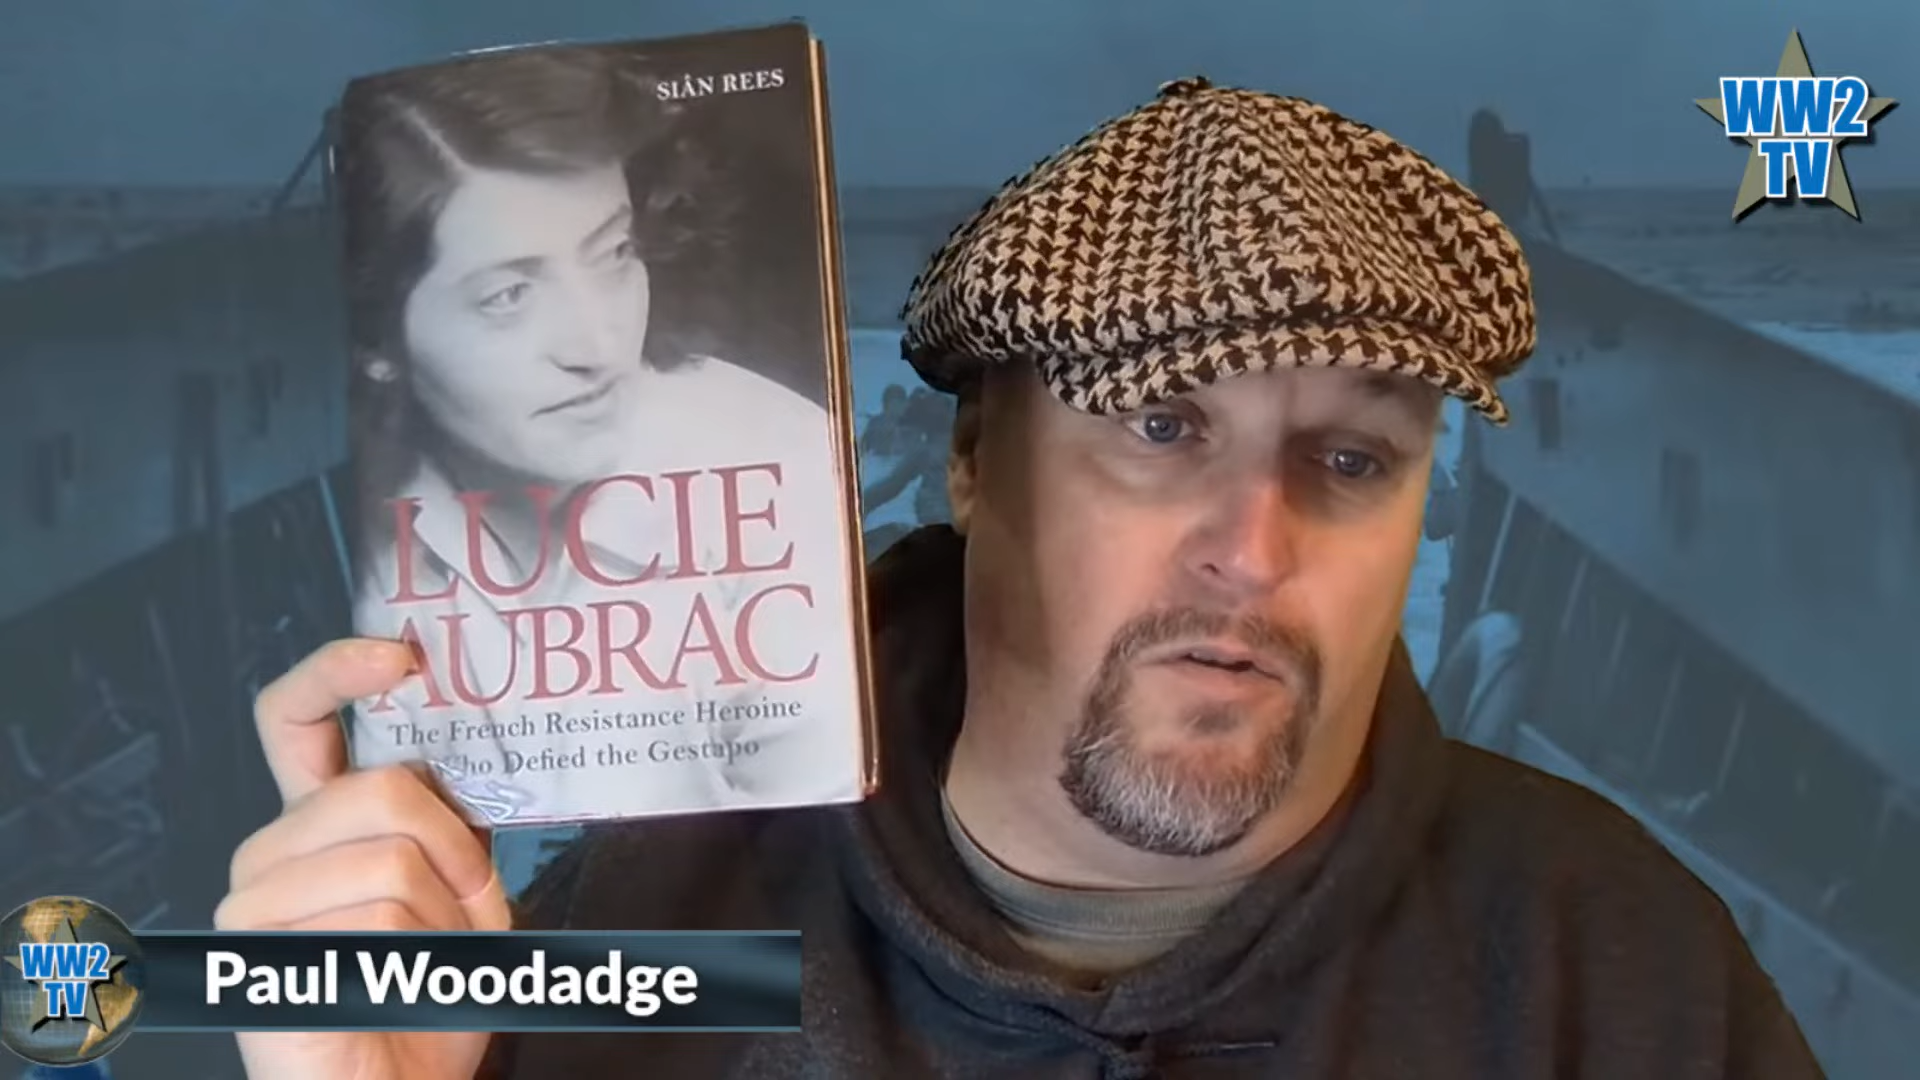 SIÂN REES
WW2
TV
LUCIE
AUBRAC
The French Resistance Heroine
Who Defied the Gestapo
WW2
TV
Paul Woodadge